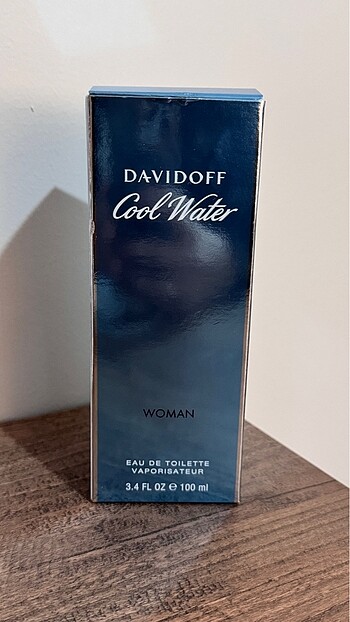 DAVIDOFF
Cool Water
WOMAN
EAU DE TOILETTE
VAPORISATEUR
3.4 FL OZ ℮ 100 ml